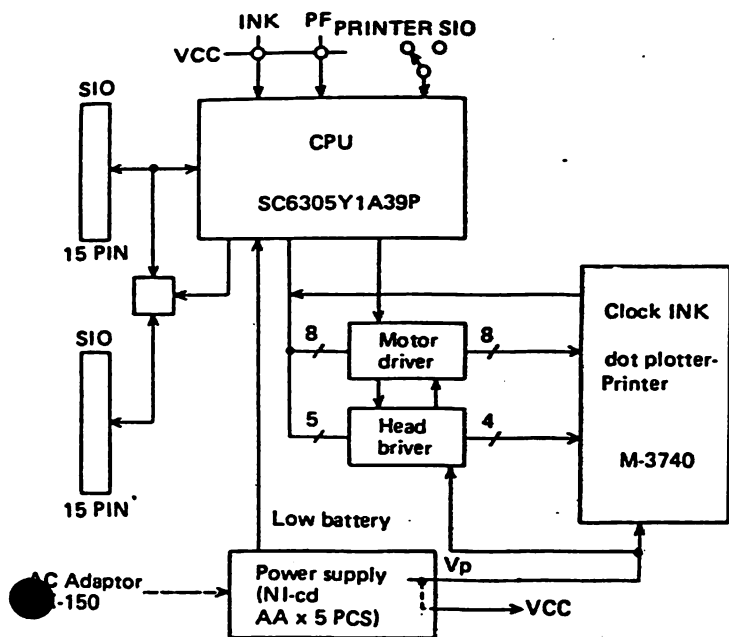 INK PF PRINTER SIO
VCC
SIO
CPU
SC6305Y1A39P
15 PIN
SIO
15 PIN
8
Motor
driver
8
5
Head
briver
4
Clock INK
dot plotter-
Printer
M-3740
Low battery
Vp
AC Adaptor
-150
Power supply
(NI-cd
AA x 5 PCS)
VCC